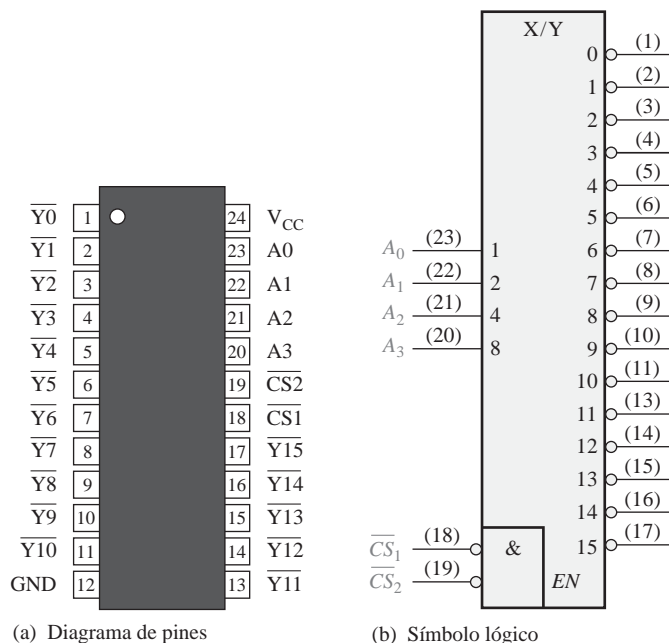 Y0 1 24 VCC
Y1 2 23 A0
Y2 3 22 A1
Y3 4 21 A2
Y4 5 20 A3
Y5 6 19 CS2
Y6 7 18 CS1
Y7 8 17 Y15
Y8 9 16 Y14
Y9 10 15 Y13
Y10 11 14 Y12
GND 12 13 Y11
(a) Diagrama de pines
X/Y
0 (1)
1 (2)
2 (3)
3 (4)
4 (5)
5 (6)
A0 (23) 1 6 (7)
A1 (22) 2 7 (8)
A2 (21) 4 8 (9)
A3 (20) 8 9 (10)
10 (11)
11 (13)
12 (14)
13 (15)
14 (16)
15 (17)
CS1 (18) &
CS2 (19) EN
(b) Símbolo lógico